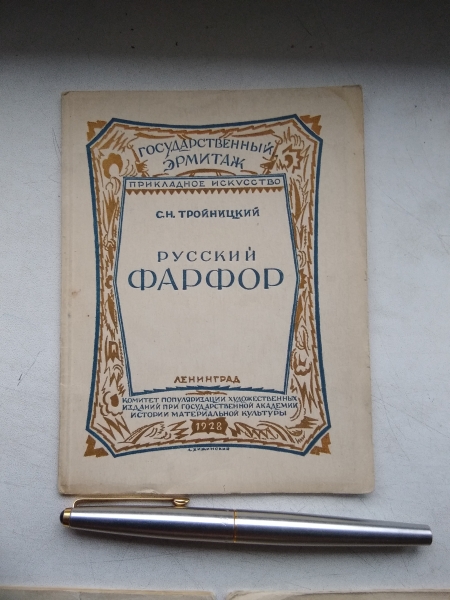 ГОСУДАРСТВЕННЫЙ
ЭРМИТАЖ
ПРИКЛАДНОЕ ИСКУССТВО
С.Н. ТРОЙНИЦКИЙ
РУССКИЙ
ФАРФОР
ЛЕНИНГРАД
КОМИТЕТ ПОПУЛЯРИЗАЦИИ ХУДОЖЕСТВЕННЫХ
ИЗДАНИЙ ПРИ ГОСУДАРСТВЕННОЙ АКАДЕМИИ
ИСТОРИИ МАТЕРИАЛЬНОЙ КУЛЬТУРЫ
1928